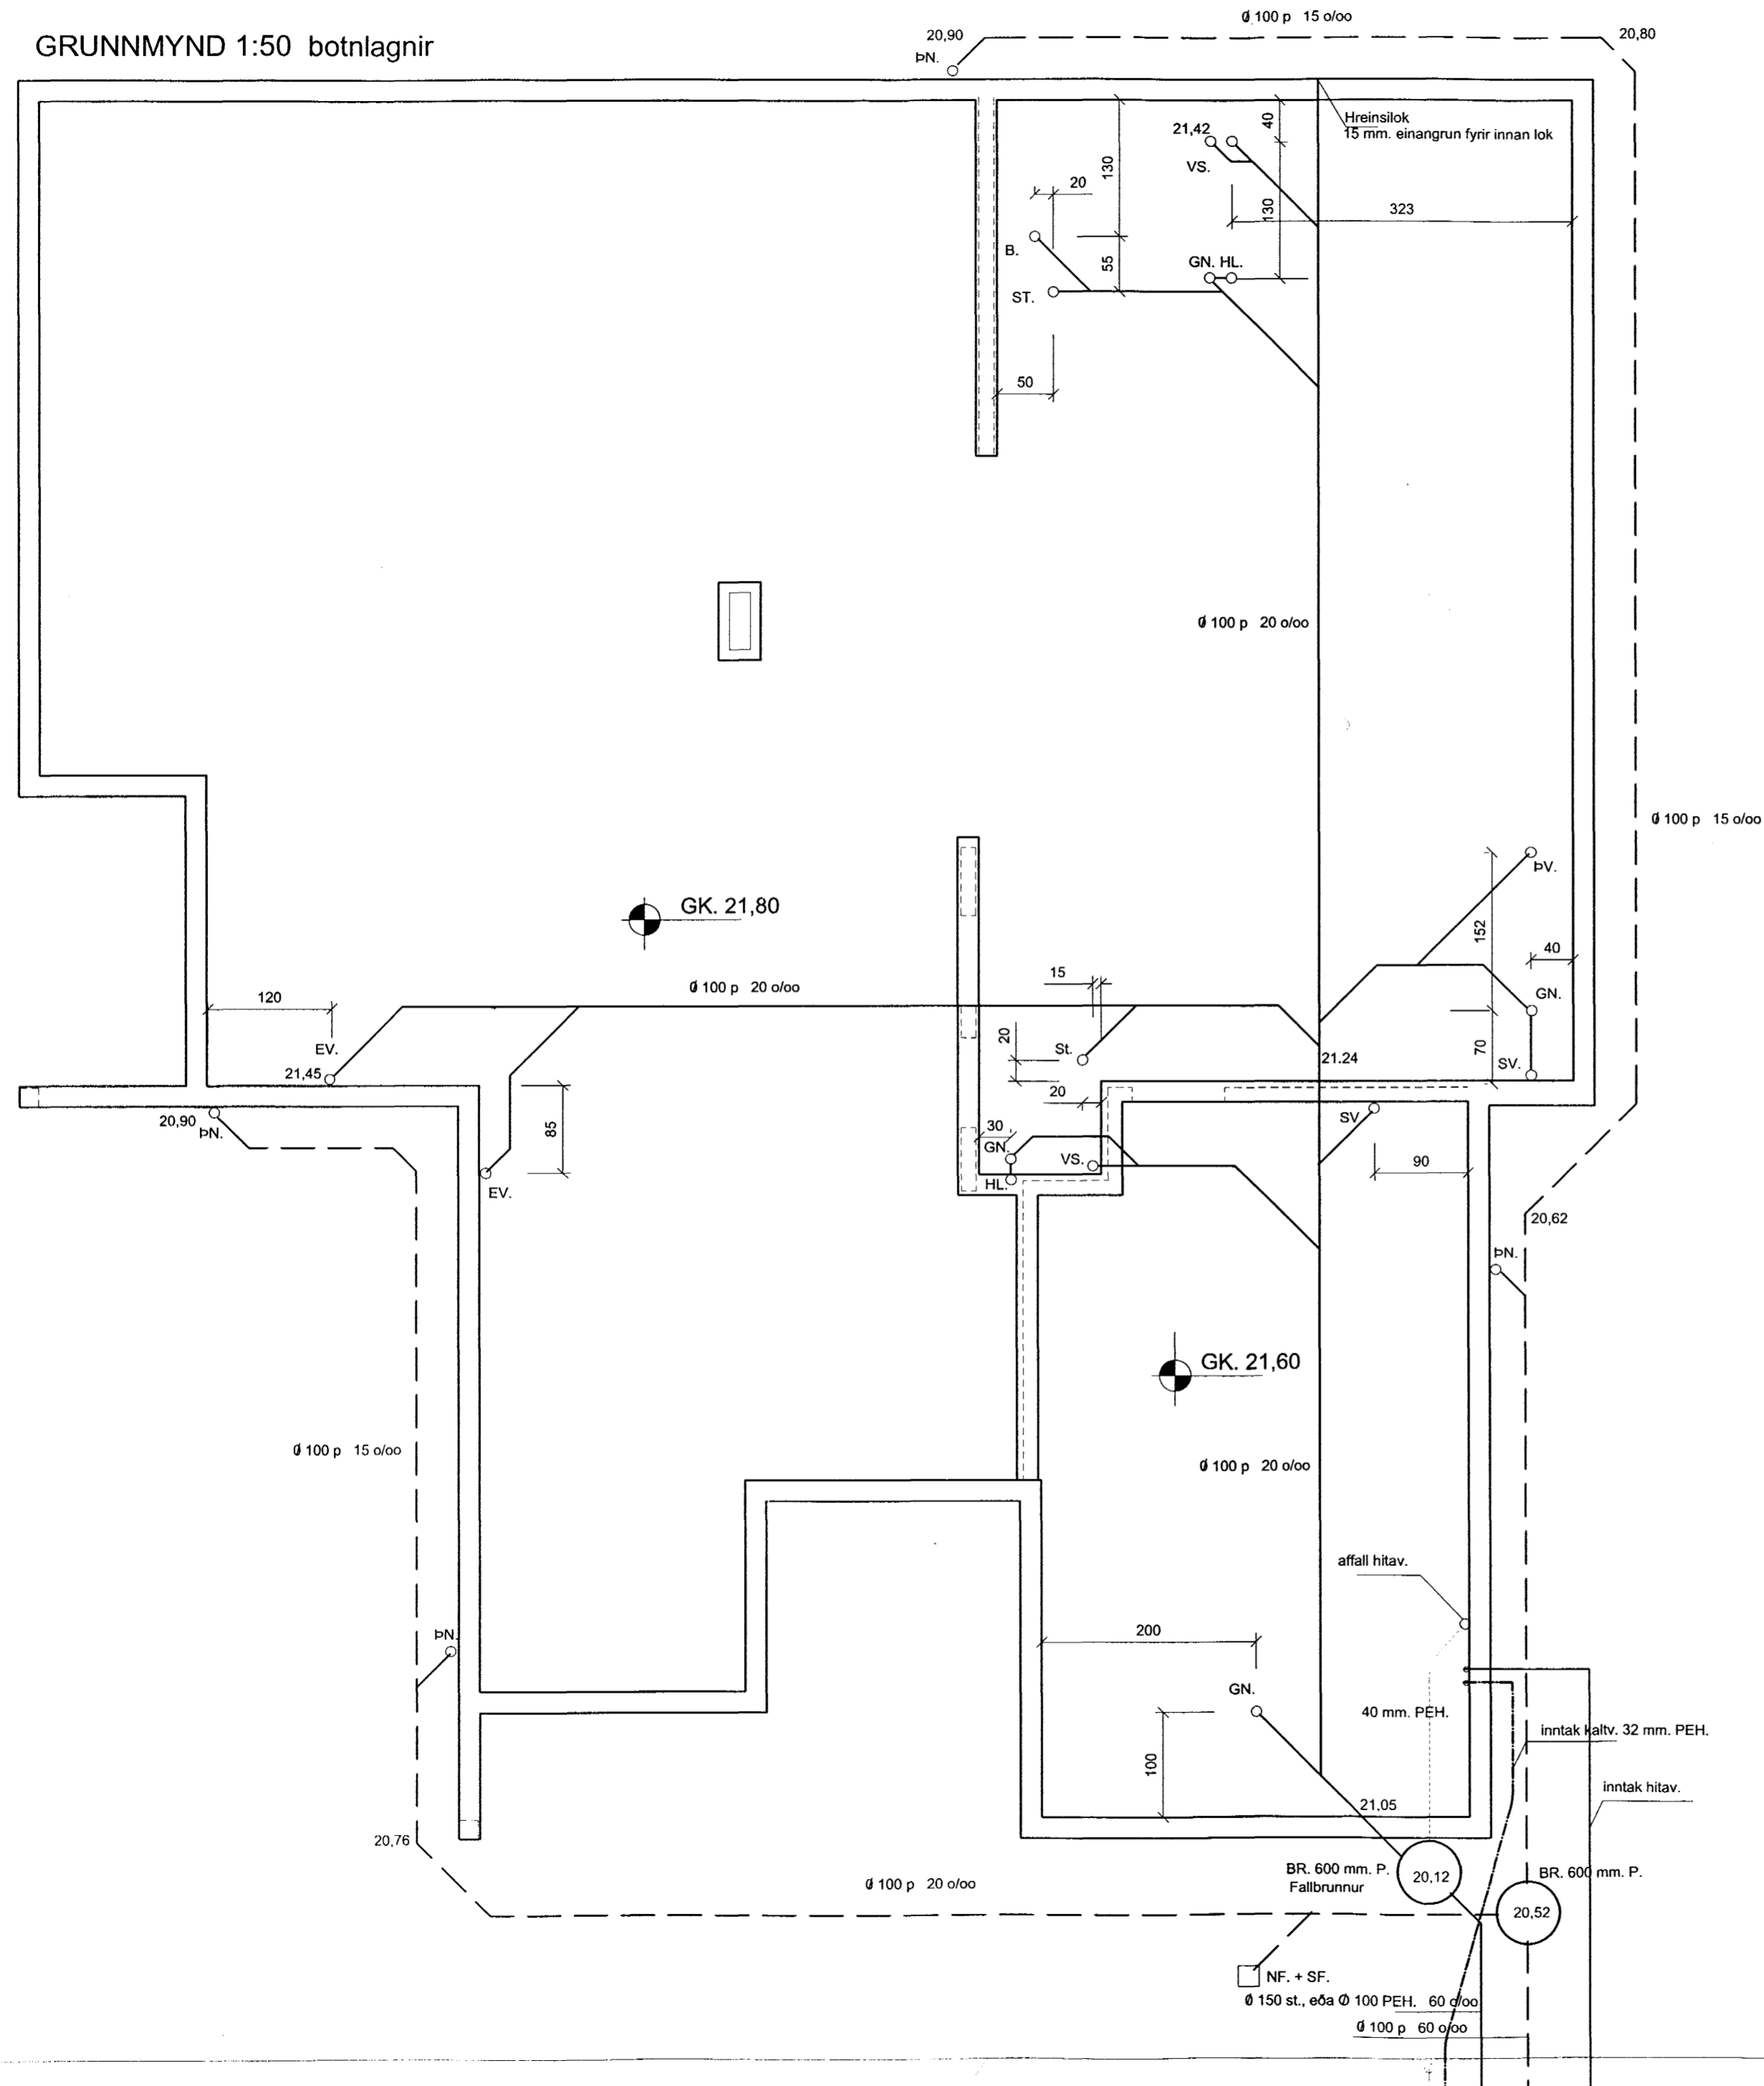 GRUNNMYND 1:50 botnlagnir
Ø 100 p 15 o/oo
20,90
ÞN.
20,80
Hreinsilok
15 mm. einangrun fyrir innan lok
40
21,42
VS.
130
20
130
323
B.
55
GN. HL.
ST.
50
Ø 100 p 20 o/oo
Ø 100 p 15 o/oo
ÞV.
GK. 21,80
152
40
15
Ø 100 p 20 o/oo
120
GN.
EV.
21,45
St.
20
21.24
70
SV.
20
20,90
ÞN.
85
30
GN.
VS.
SV
90
HL.
EV.
20,62
ÞN.
GK. 21,60
Ø 100 p 15 o/oo
Ø 100 p 20 o/oo
affall hitav.
200
ÞN.
GN.
40 mm. PEH.
inntak kaltv. 32 mm. PEH.
100
inntak hitav.
21,05
20,76
BR. 600 mm. P.
Fallbrunnur
20,12
BR. 600 mm. P.
Ø 100 p 20 o/oo
20,52
NF. + SF.
Ø 150 st., eða Ø 100 PEH. 60 o/oo
Ø 100 p 60 o/oo